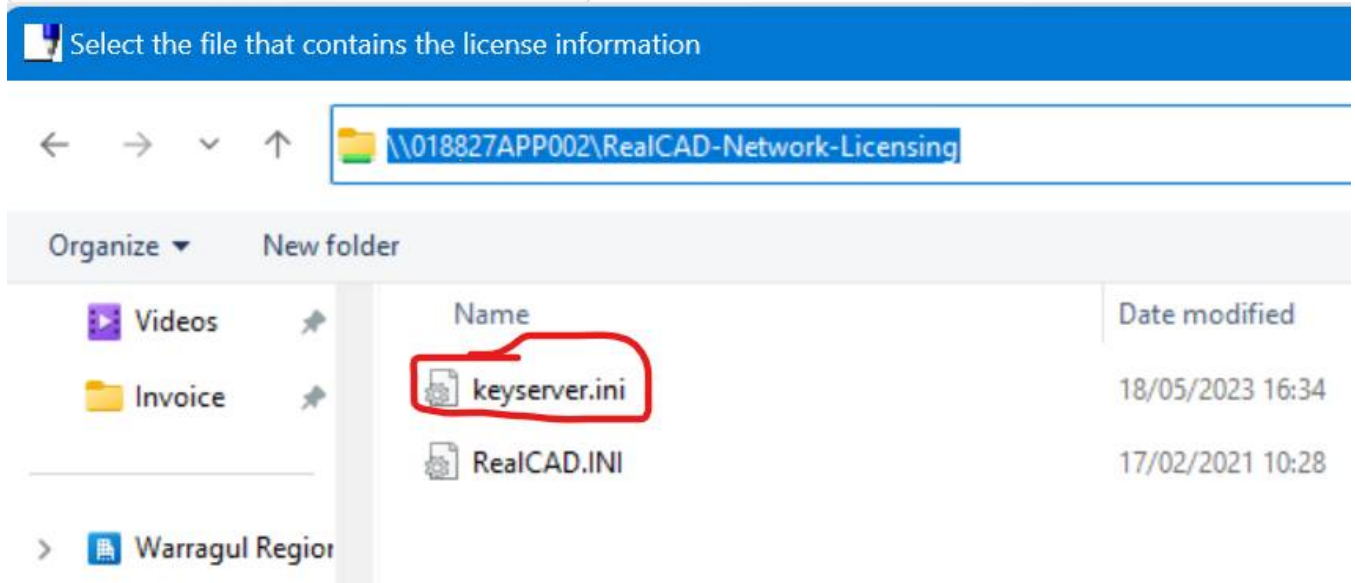 Select the file that contains the license information
\\018827APP002\RealCAD-Network-Licensing
Organize New folder
Name Date modified
Videos
Invoice
keyserver.ini 18/05/2023 16:34
RealCAD.INI 17/02/2021 10:28
Warragul Region